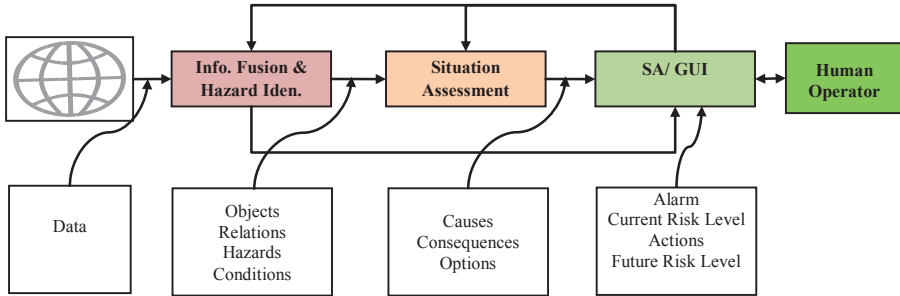 Info. Fusion &
Hazard Iden.
Situation
Assessment
SA/ GUI
Human
Operator
Data
Objects
Relations
Hazards
Conditions
Causes
Consequences
Options
Alarm
Current Risk Level
Actions
Future Risk Level